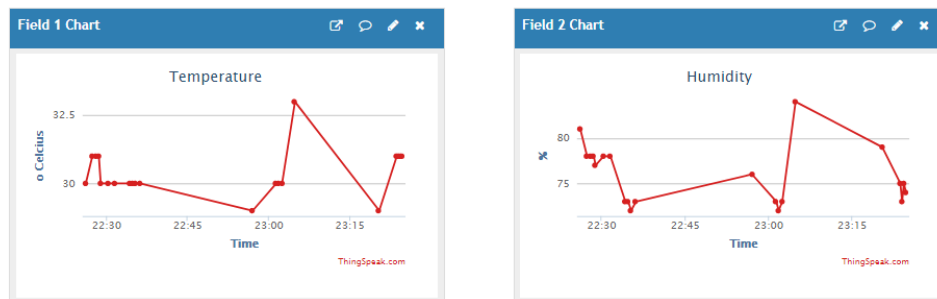 Field 1 Chart
Temperature
o Celcius
32.5
30
22:30 22:45 23:00 23:15
Time
ThingSpeak.com
Field 2 Chart
Humidity
%
80
75
22:30 22:45 23:00 23:15
Time
ThingSpeak.com